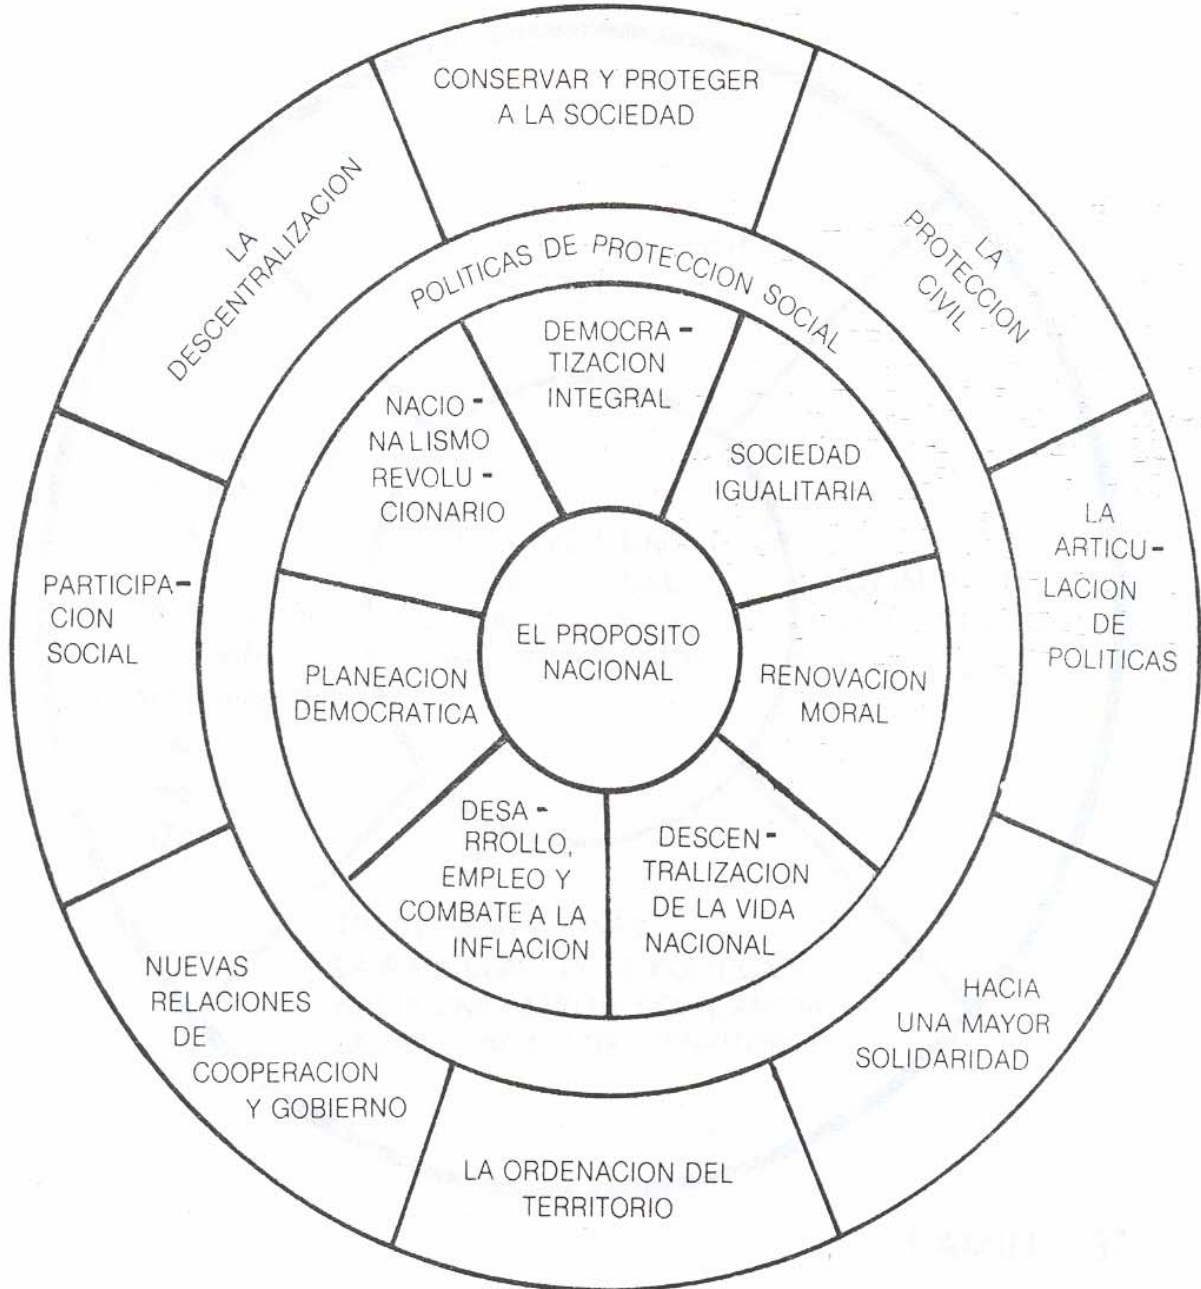 CONSERVAR Y PROTEGER
A LA SOCIEDAD
LA
PROTECCION
CIVIL
LA
ARTICU-
LACION
DE
POLITICAS
HACIA
UNA MAYOR
SOLIDARIDAD
LA ORDENACION DEL
TERRITORIO
NUEVAS
RELACIONES
DE
COOPERACION
Y GOBIERNO
PARTICIPA-
CION
SOCIAL
LA
DESCENTRALIZACION
POLITICAS DE PROTECCION SOCIAL
DEMOCRA-
TIZACION
INTEGRAL
SOCIEDAD
IGUALITARIA
RENOVACION
MORAL
DESCEN-
TRALIZACION
DE LA VIDA
NACIONAL
DESA-
RROLLO,
EMPLEO Y
COMBATE A LA
INFLACION
PLANEACION
DEMOCRATICA
NACIO-
NALISMO
REVOLU-
CIONARIO
EL PROPOSITO
NACIONAL